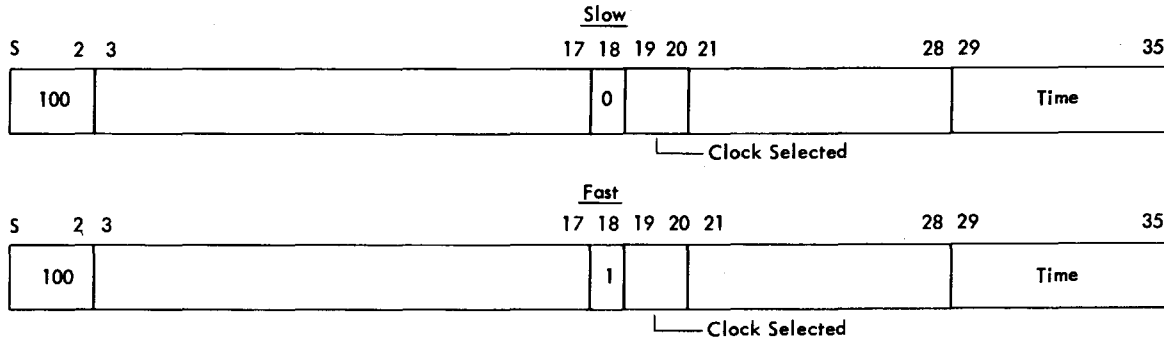 Slow
S 2 3 17 18 19 20 21 28 29 35
100 0 Time
Clock Selected
Fast
S 2 3 17 18 19 20 21 28 29 35
100 1 Time
Clock Selected